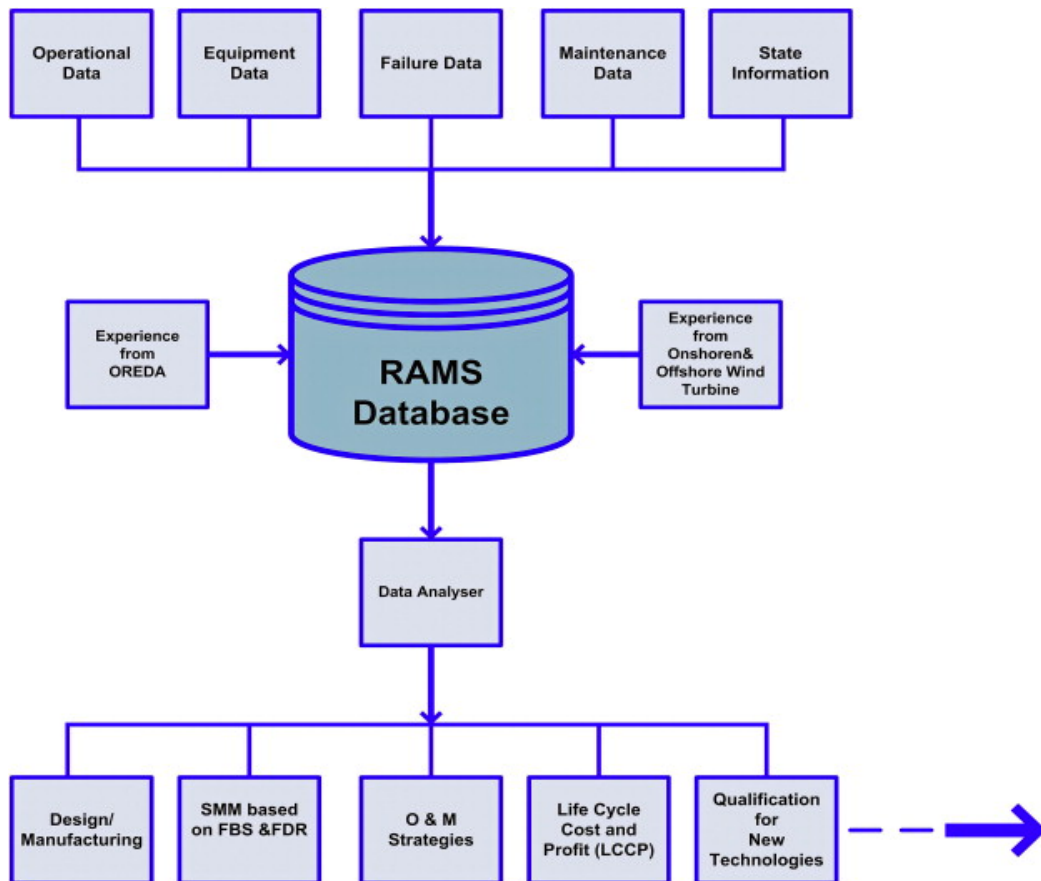 Operational
Data
Equipment
Data
Failure Data
Maintenance
Data
State
Information
Experience
from
OREDA
RAMS
Database
Experience
from
Onshoren&
Offshore Wind
Turbine
Data Analyser
Design/
Manufacturing
SMM based
on FBS &FDR
O & M
Strategies
Life Cycle
Cost and
Profit (LCCP)
Qualification
for
New
Technologies